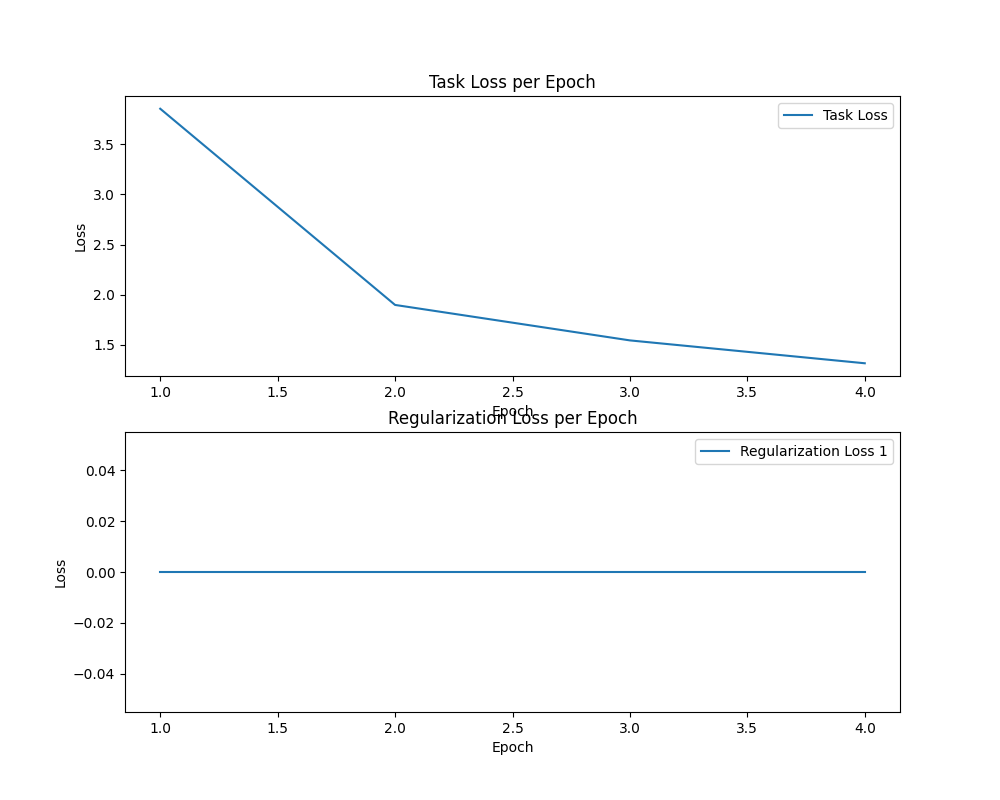 Task Loss per Epoch
Task Loss
3.5
3.0
2.5
2.0
1.5
Loss
1.0 1.5 2.0 2.5 3.0 3.5 4.0
Epoch
Regularization Loss per Epoch
Regularization Loss 1
0.04
0.02
0.00
−0.02
−0.04
Loss
1.0 1.5 2.0 2.5 3.0 3.5 4.0
Epoch